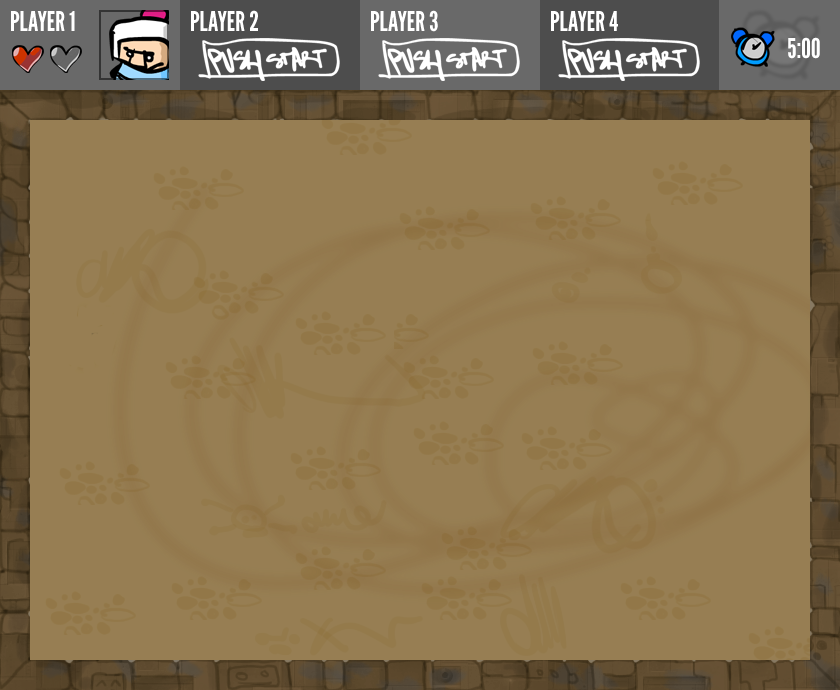 PLAYER 1
PLAYER 2
PUSH START
PLAYER 3
PUSH START
PLAYER 4
PUSH START
5:00